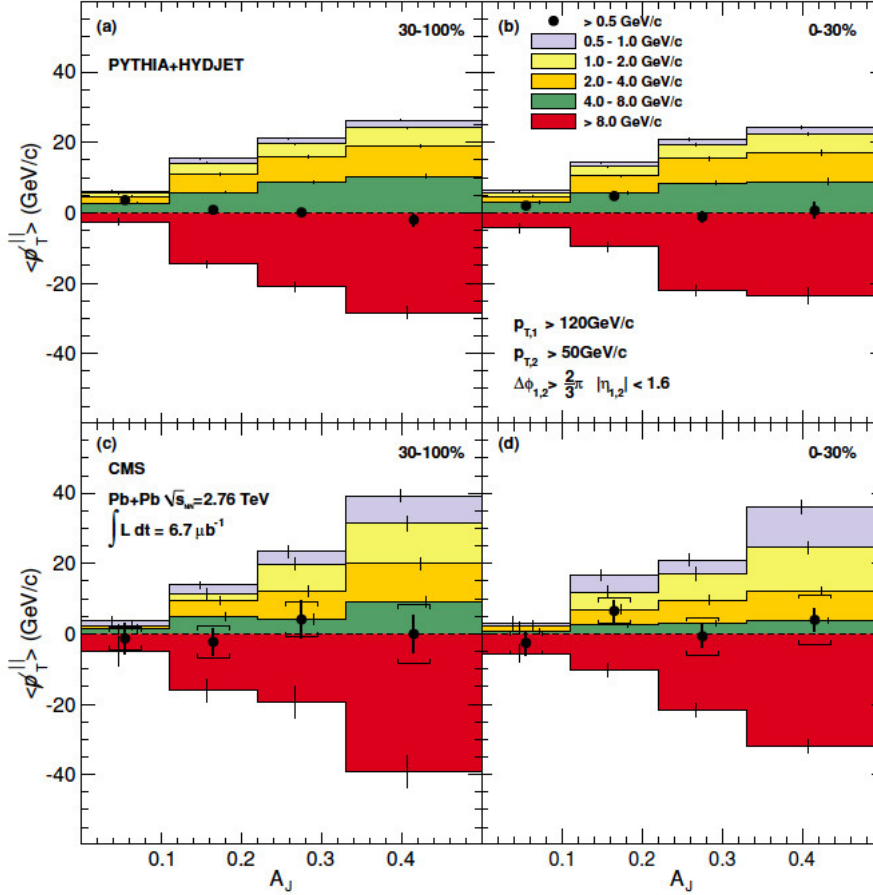 (a)
30-100%
PYTHIA+HYDJET
40
20
0
-20
-40
<p̸_T^||> (GeV/c)
(b)
0-30%
> 0.5 GeV/c
0.5 - 1.0 GeV/c
1.0 - 2.0 GeV/c
2.0 - 4.0 GeV/c
4.0 - 8.0 GeV/c
> 8.0 GeV/c
p_T,1 > 120GeV/c
p_T,2 > 50GeV/c
Δϕ_1,2 > 2/3 π |η_1,2| < 1.6
(c)
30-100%
CMS
Pb+Pb √s_NN=2.76 TeV
∫ L dt = 6.7 μb^-1
40
20
0
-20
-40
<p̸_T^||> (GeV/c)
0.1 0.2 0.3 0.4
A_J
(d)
0-30%
0.1 0.2 0.3 0.4
A_J